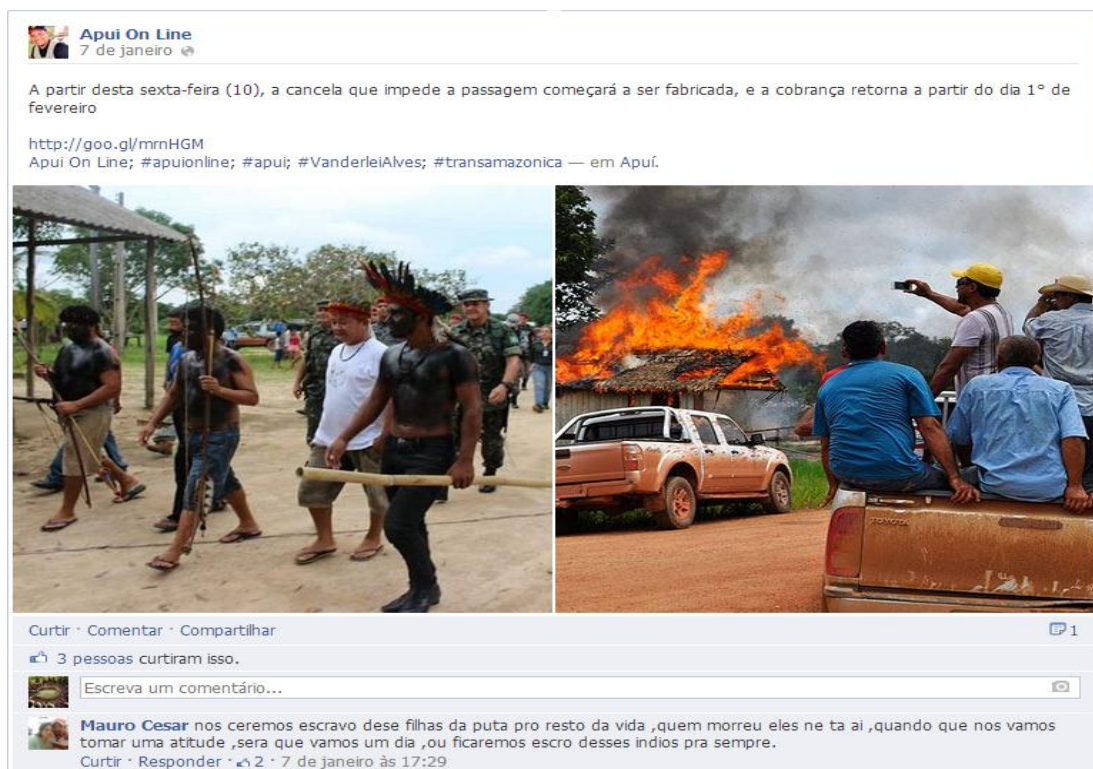 Apui On Line
7 de janeiro
A partir desta sexta-feira (10), a cancela que impede a passagem começará a ser fabricada, e a cobrança retorna a partir do dia 1° de
fevereiro
http://goo.gl/mrnHGM
Apui On Line; #apuionline; #apui; #VanderleiAlves; #transamazonica — em Apuí.
TOYOTA
Curtir · Comentar · Compartilhar
1
3 pessoas curtiram isso.
Escreva um comentário...
Mauro Cesar nos ceremos escravo dese filhas da puta pro resto da vida ,quem morreu eles ne ta ai ,quando que nos vamos
tomar uma atitude ,sera que vamos um dia ,ou ficaremos escro desses indios pra sempre.
Curtir · Responder · 2 · 7 de janeiro às 17:29